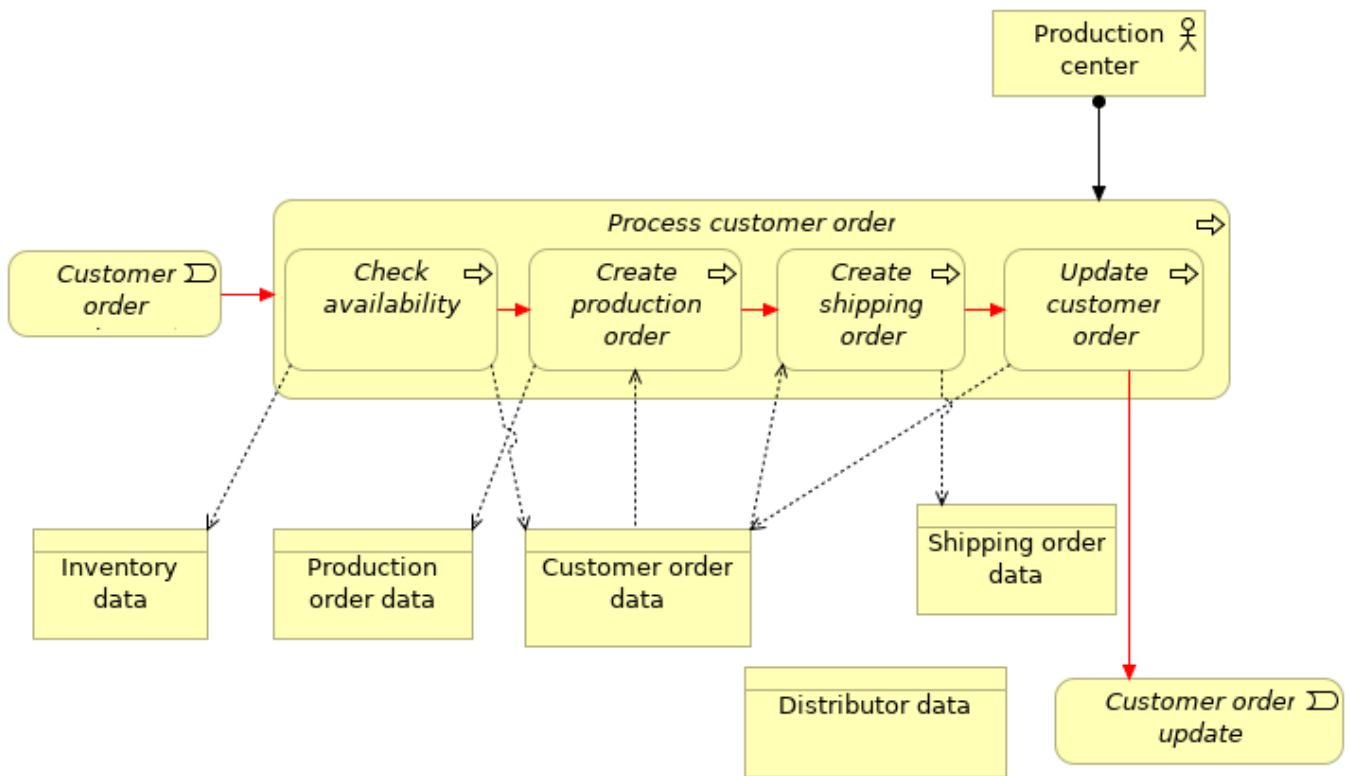 Production
center
Process customer order
Customer
order
Check
availability
Create
production
order
Create
shipping
order
Update
customer
order
Inventory
data
Production
order data
Customer order
data
Shipping order
data
Distributor data
Customer order
update